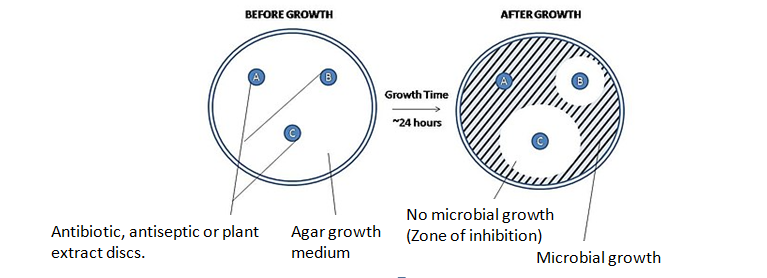 BEFORE GROWTH
AFTER GROWTH
A
B
C
Growth Time
~24 hours
A
B
C
Antibiotic, antiseptic or plant
extract discs.
Agar growth
medium
No microbial growth
(Zone of inhibition)
Microbial growth